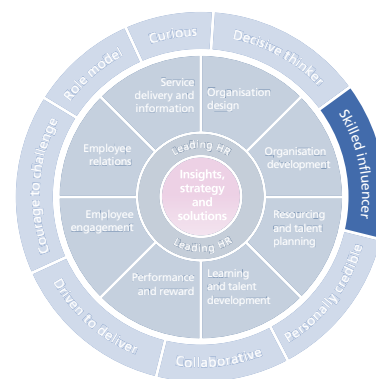 Curious
Decisive thinker
Skilled influencer
Personally credible
Collaborative
Driven to deliver
Courage to challenge
Role model
Service
delivery and
information
Organisation
design
Organisation
development
Resourcing
and talent
planning
Learning
and talent
development
Performance
and reward
Employee
engagement
Employee
relations
Leading HR
Insights,
strategy
and
solutions
Leading HR